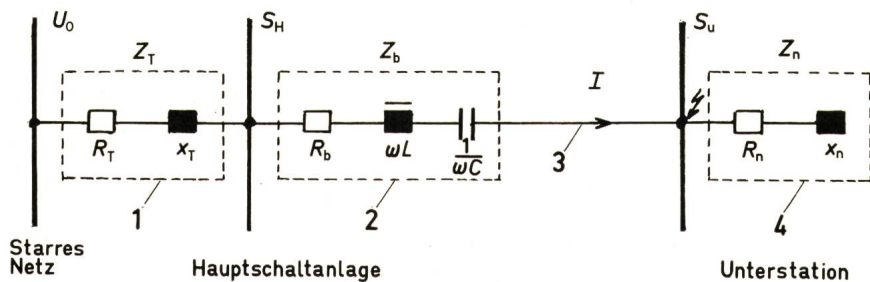 U₀
S_H
S_u
Z_T
Z_b
Z_n
I
R_T
x_T
R_b
ωL
1/ωC
R_n
x_n
1
2
3
4
Starres
Netz
Hauptschaltanlage
Unterstation